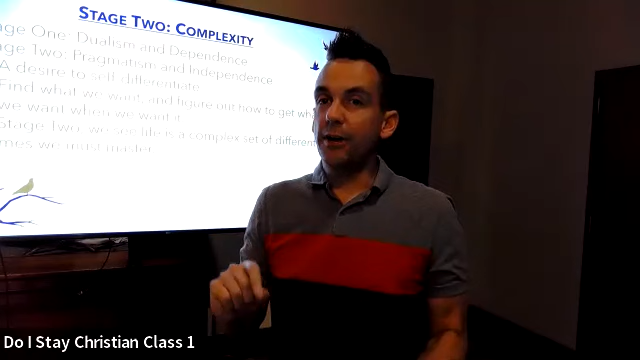 STAGE TWO: COMPLEXITY
age One: Dualism and Dependence
age Two: Pragmatism and Independence
A desire to self-differentiate
Find what we want, and figure out how to get wh
we want when we want it
Stage Two, we see life is a complex set of differen
mes we must master
Do I Stay Christian Class 1